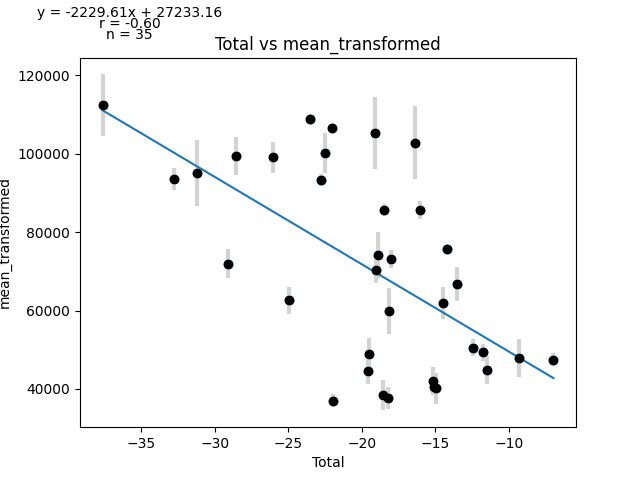 y = -2229.61x + 27233.16
r = -0.60
n = 35
Total vs mean_transformed
mean_transformed
120000
100000
80000
60000
40000
−35
−30
−25
−20
−15
−10
Total